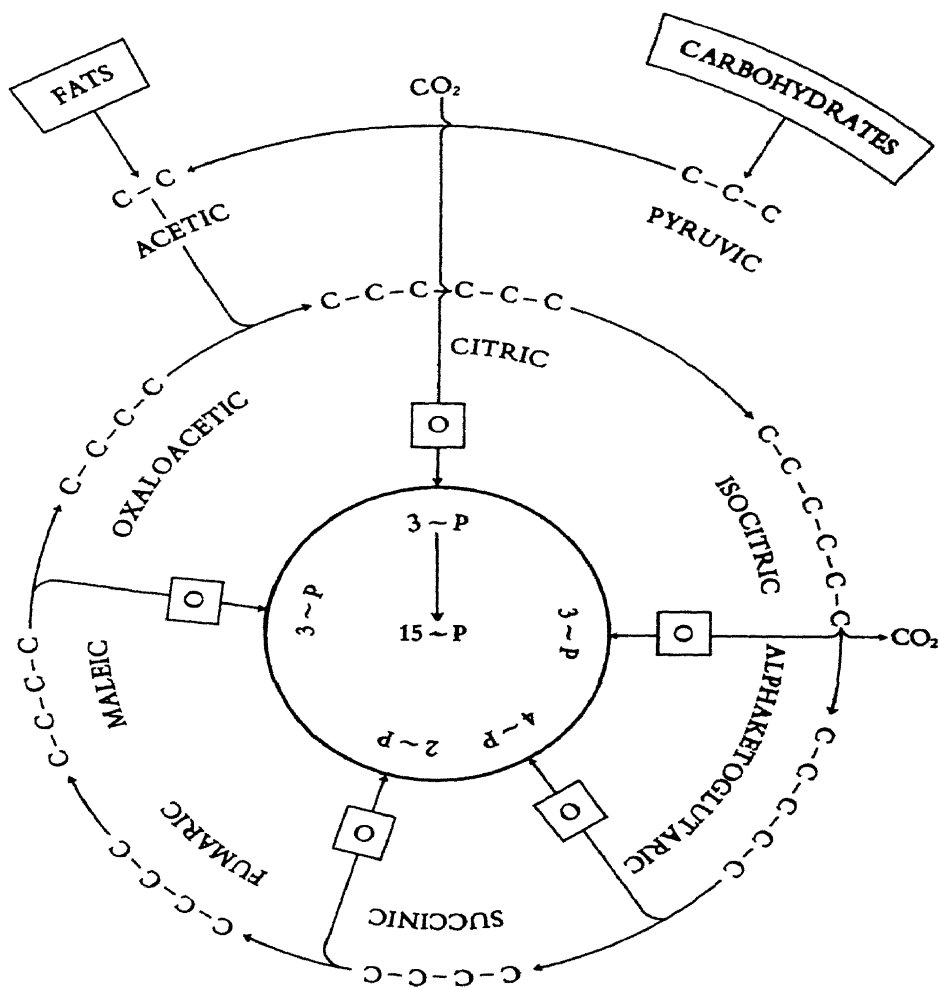 FATS
CARBOHYDRATES
CO₂
C-C
ACETIC
C-C-C
PYRUVIC
C-C-C-C-C-C
CITRIC
C-C-C-C
OXALOACETIC
C-C-C-C-C-C
ISOCITRIC
O
3~P
15~P
3~P
O
3~P
O
CO₂
C-C-C-C
MALEIC
ALPHAKETOGLUTARIC
C-C-C-C-C
2~P
4~P
O
O
FUMARIC
C-C-C-C
SUCCINIC
C-C-C-C